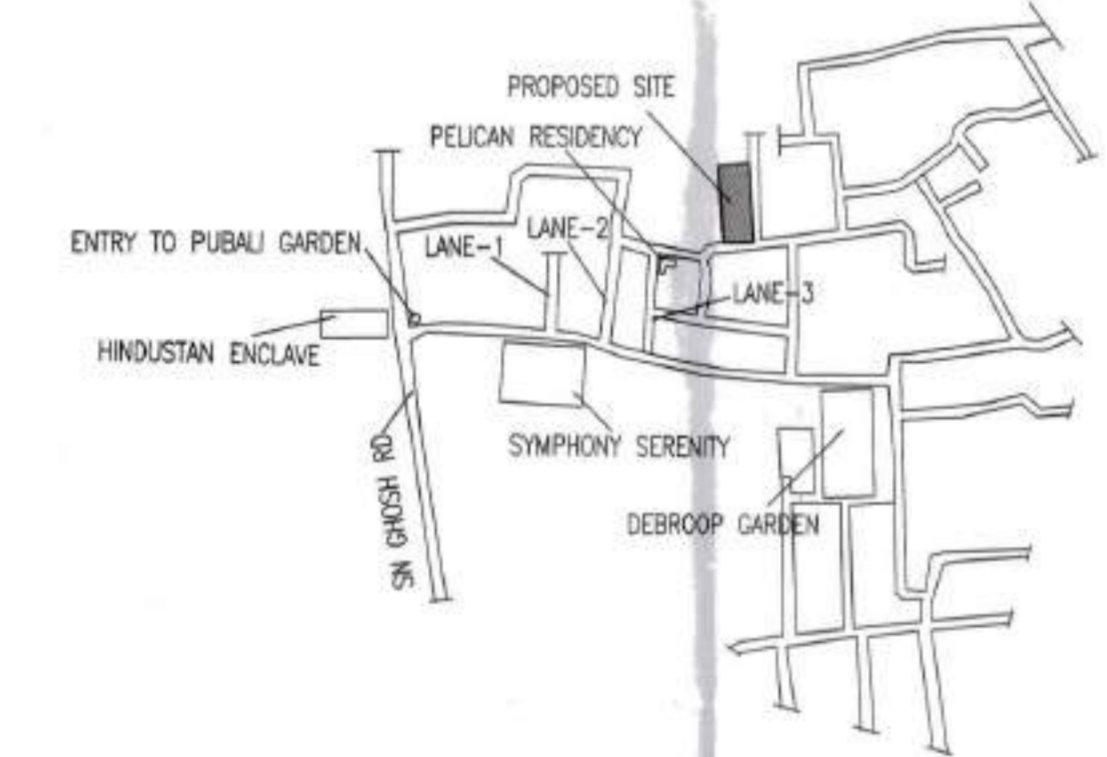 PROPOSED SITE
PELICAN RESIDENCY
LANE-2
ENTRY TO PUBALI GARDEN
LANE-1
LANE-3
HINDUSTAN ENCLAVE
SYMPHONY SERENITY
NS GHOSH RD
DEBROOP GARDEN